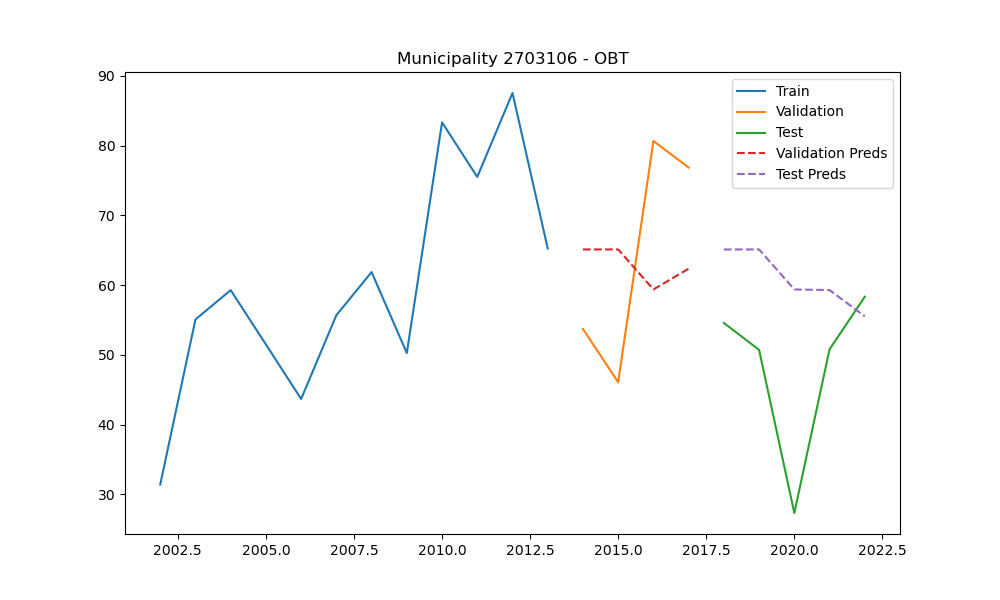 Municipality 2703106 - OBT
90
80
70
60
50
40
30
Train
Validation
Test
Validation Preds
Test Preds
2002.5 2005.0 2007.5 2010.0 2012.5 2015.0 2017.5 2020.0 2022.5